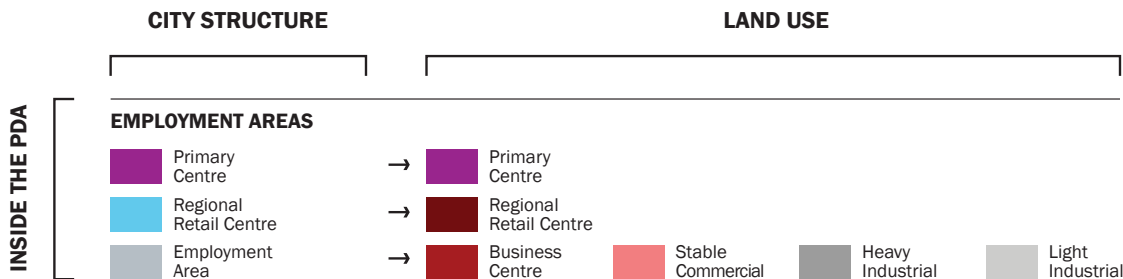 CITY STRUCTURE
LAND USE
INSIDE THE PDA
EMPLOYMENT AREAS
Primary
Centre
→
Primary
Centre
Regional
Retail Centre
→
Regional
Retail Centre
Employment
Area
→
Business
Centre
Stable
Commercial
Heavy
Industrial
Light
Industrial